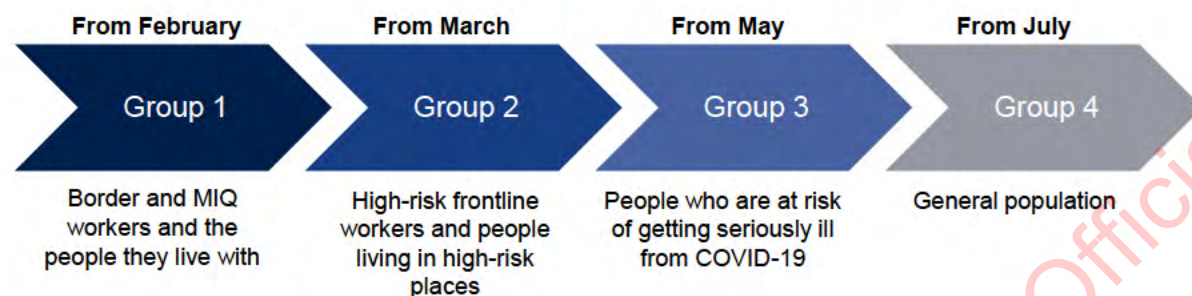 From February
From March
From May
From July
Group 1
Group 2
Group 3
Group 4
Border and MIQ
workers and the
people they live with
High-risk frontline
workers and people
living in high-risk
places
People who are at risk
of getting seriously ill
from COVID-19
General population